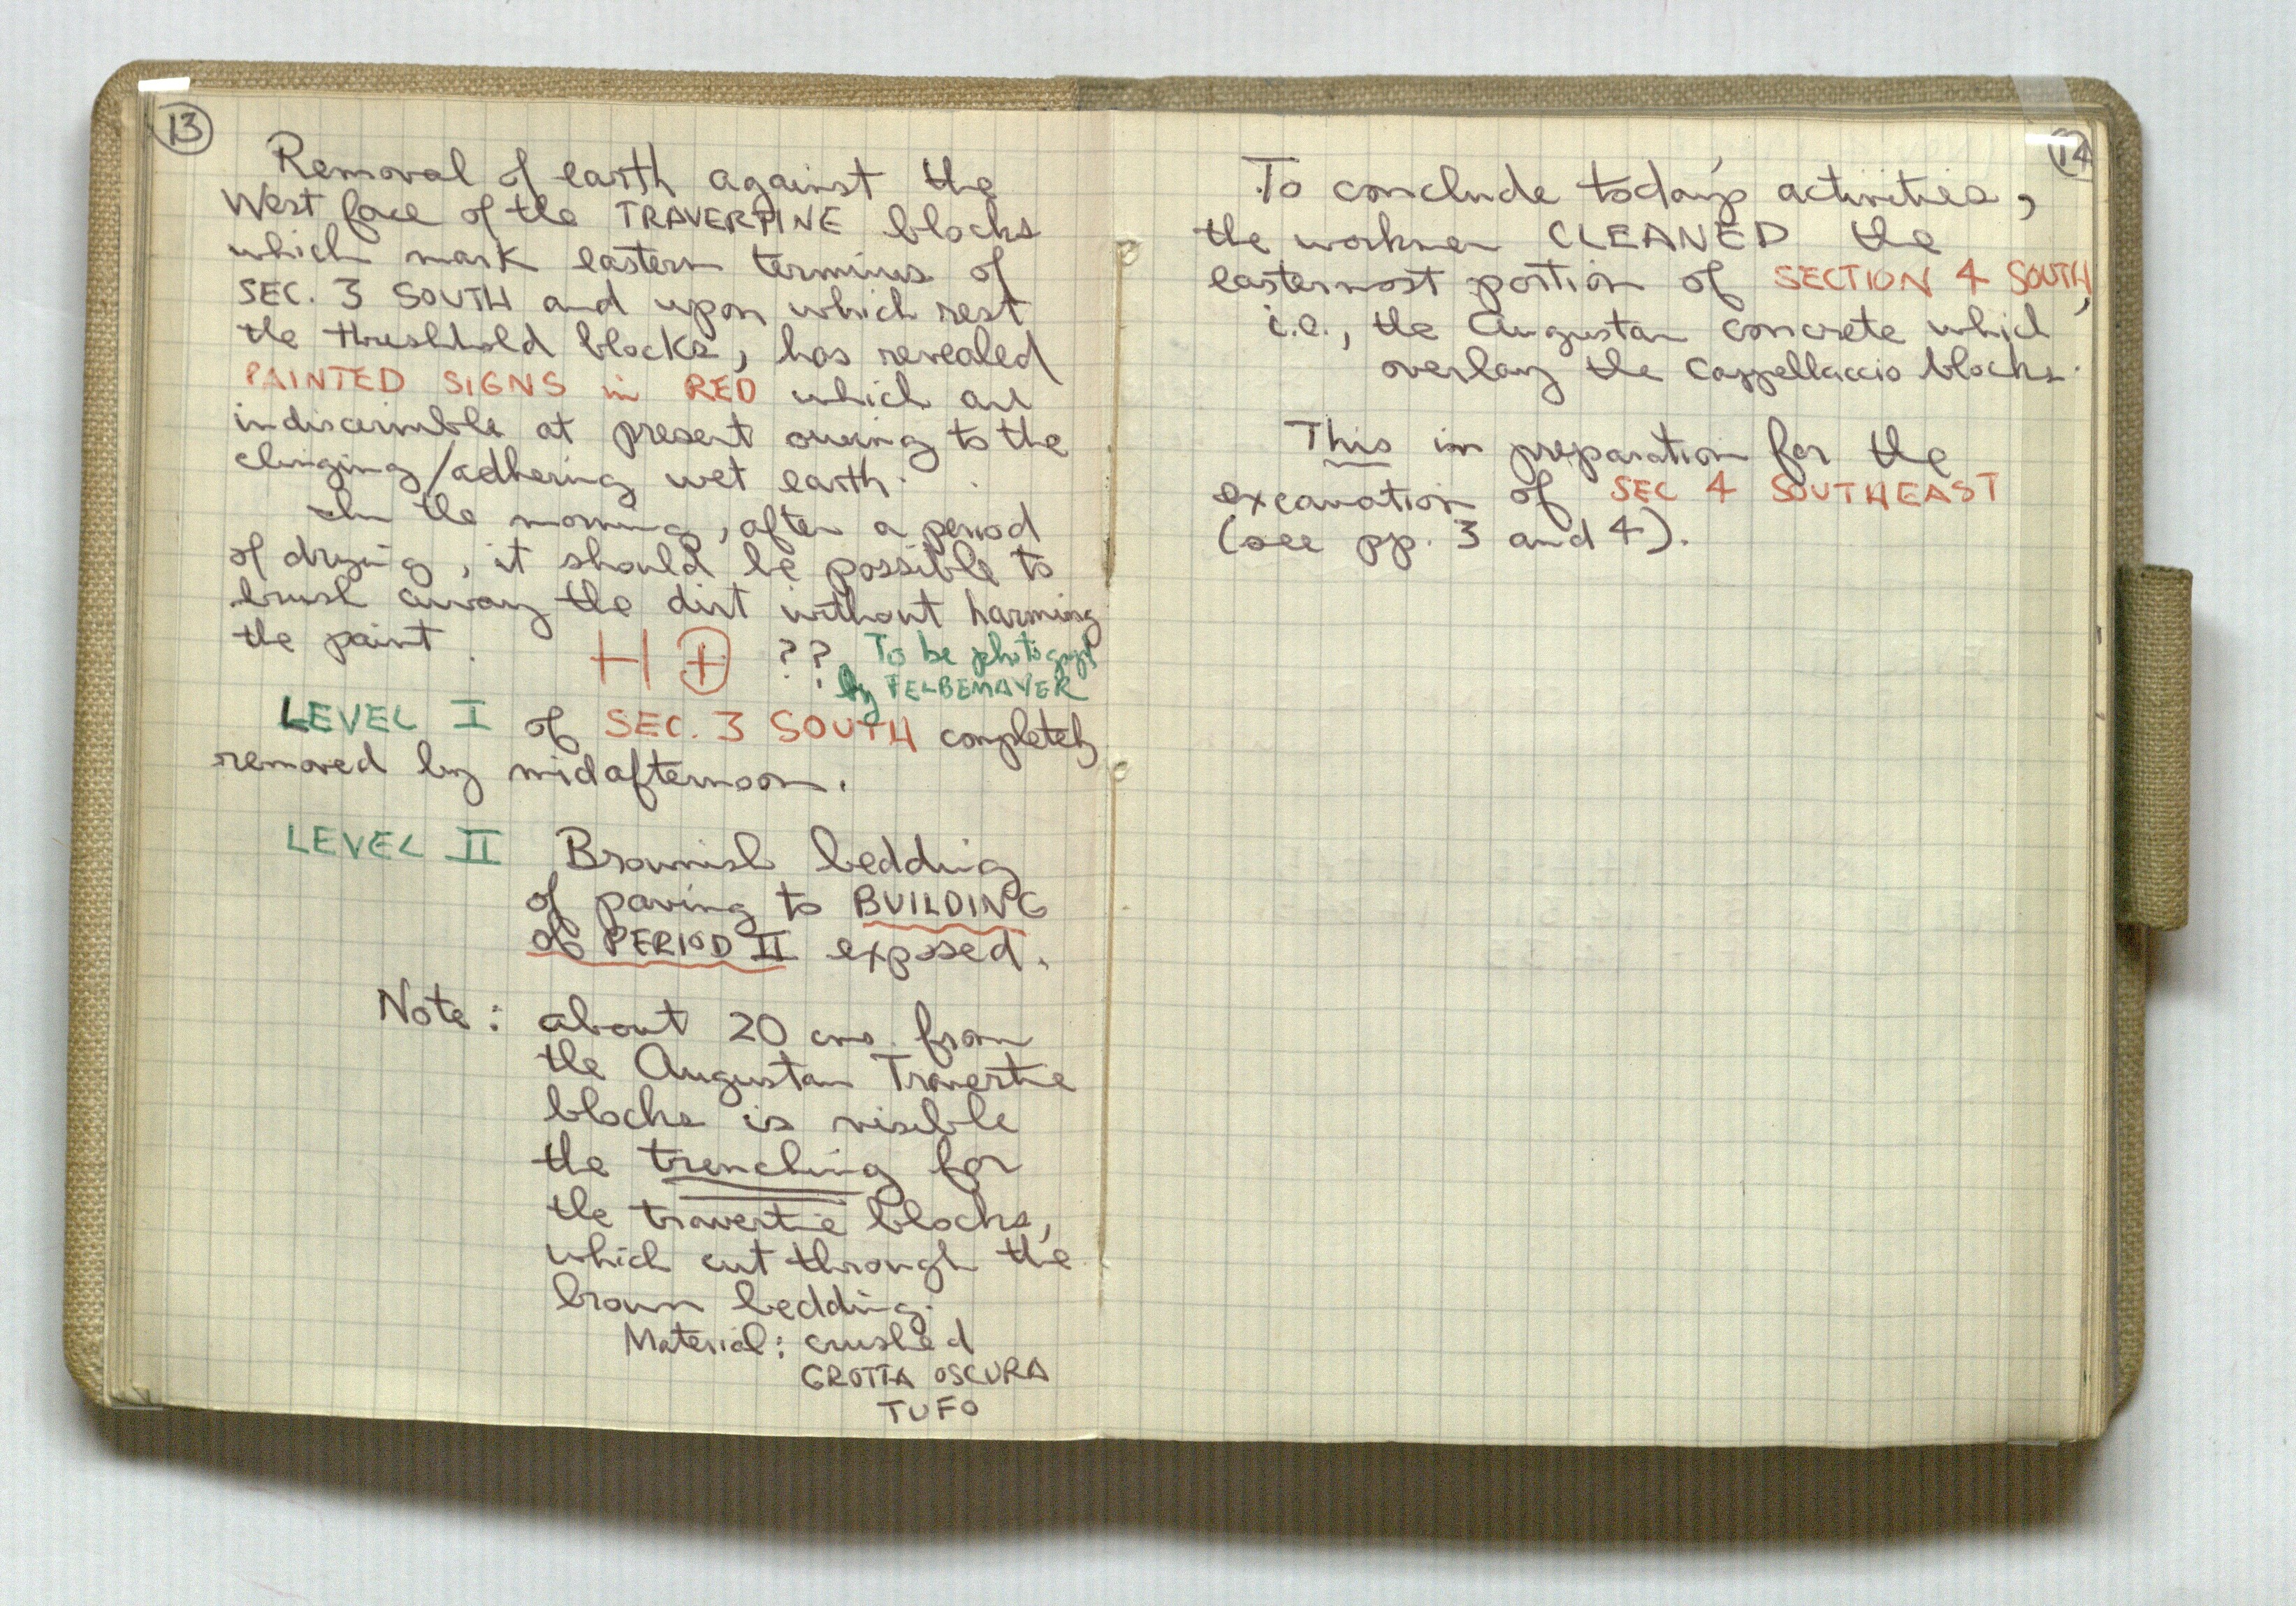 13
Removal of earth against the
West face of the TRAVERTINE blocks
which mark eastern terminus of
SEC. 3 SOUTH and upon which rest
the threshhold blocks, has revealed
PAINTED SIGNS in RED which are
indiscernible at present owing to the
clinging/adhering wet earth.
In the morning, after a period
of drying, it should be possible to
brush away the dirt without harming
the paint.
H ?? To be photogrpd
by FELBERMAYER
LEVEL I of SEC. 3 SOUTH completely
removed by midafternoon.
LEVEL II Brownish bedding
of paving to BUILDING
of PERIOD II exposed.
Note: about 20 cms. from
the Augustan Travertine
blocks is visible
the trenching for
the travertine blocks,
which cut through the
brown bedding.
Material: crushed
GROTTA OSCURA
TUFO
14
To conclude today's activities,
the workmen CLEANED the
easternmost portion of SECTION 4 SOUTH,
i.e., the Augustan concrete which
overlay the Cappellaccio blocks.
This in preparation for the
excavation of SEC 4 SOUTHEAST
(see pp. 3 and 4).